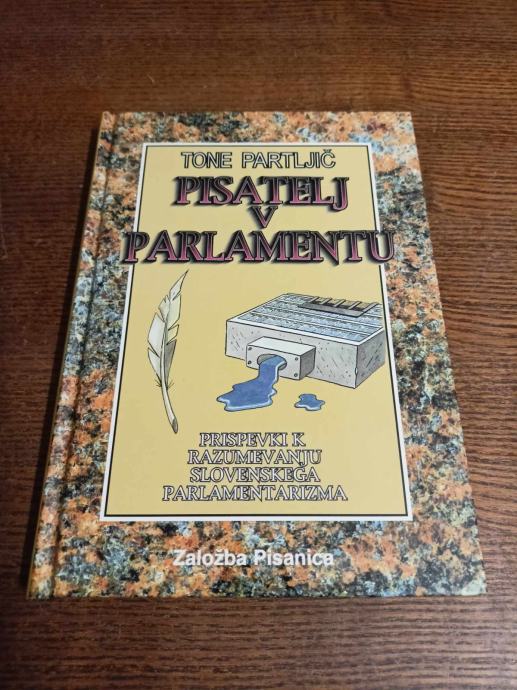 TONE PARTLJIČ
PISATELJ
V
PARLAMENTU
PRISPEVKI K
RAZUMEVANJU
SLOVENSKEGA
PARLAMENTARIZMA
Založba Pisanica